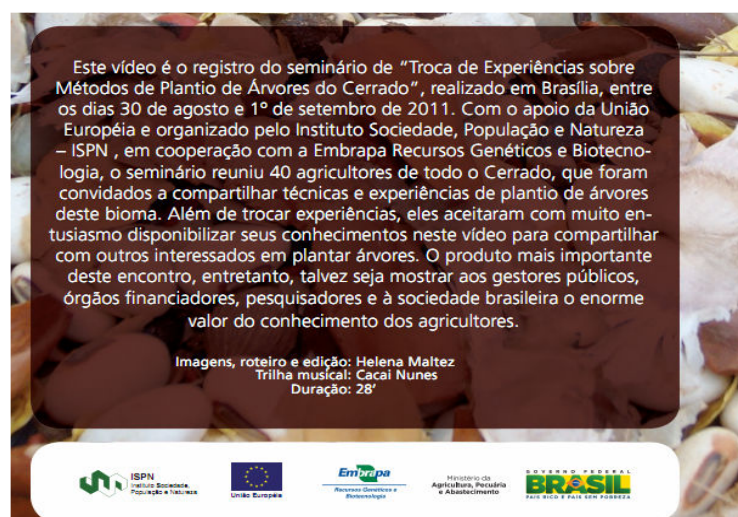 Este vídeo é o registro do seminário de “Troca de Experiências sobre
Métodos de Plantio de Árvores do Cerrado”, realizado em Brasília, entre
os dias 30 de agosto e 1º de setembro de 2011. Com o apoio da União
Européia e organizado pelo Instituto Sociedade, População e Natureza
– ISPN , em cooperação com a Embrapa Recursos Genéticos e Biotecno-
logia, o seminário reuniu 40 agricultores de todo o Cerrado, que foram
convidados a compartilhar técnicas e experiências de plantio de árvores
deste bioma. Além de trocar experiências, eles aceitaram com muito en-
tusiasmo disponibilizar seus conhecimentos neste vídeo para compartilhar
com outros interessados em plantar árvores. O produto mais importante
deste encontro, entretanto, talvez seja mostrar aos gestores públicos,
órgãos financiadores, pesquisadores e à sociedade brasileira o enorme
valor do conhecimento dos agricultores.
Imagens, roteiro e edição: Helena Maltez
Trilha musical: Cacai Nunes
Duração: 28’
ISPN
Instituto Sociedade,
População e Natureza
União Européia
Embrapa
Recursos Genéticos e
Biotecnologia
Ministério da
Agricultura, Pecuária
e Abastecimento
GOVERNO FEDERAL
BRASIL
PAÍS RICO É PAÍS SEM POBREZA